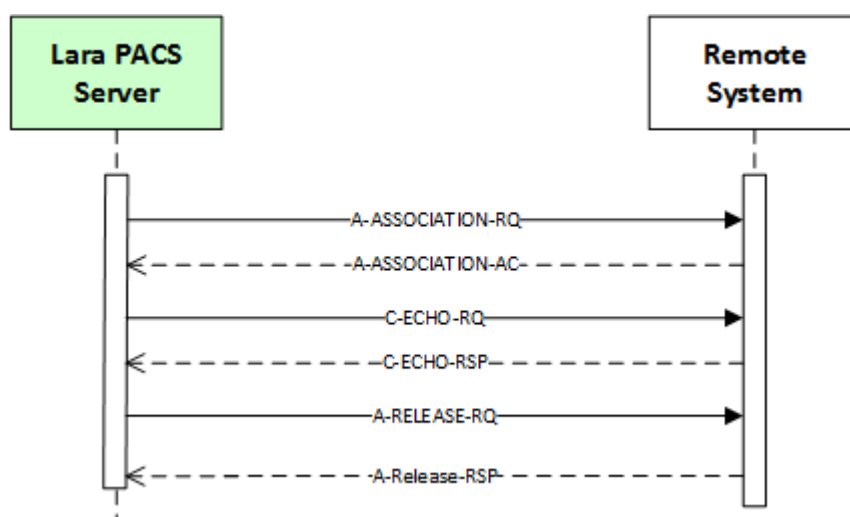 Lara PACS
Server
Remote
System
A-ASSOCIATION-RQ
A-ASSOCIATION-AC
C-ECHO-RQ
C-ECHO-RSP
A-RELEASE-RQ
A-Release-RSP